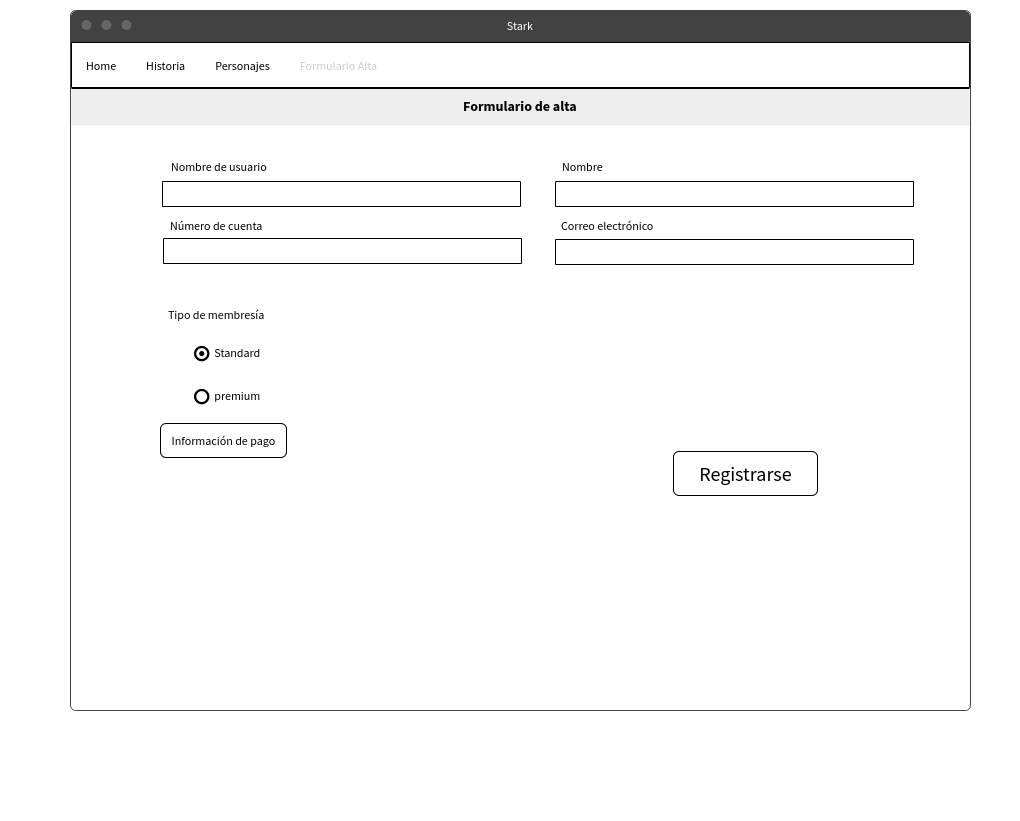 Stark
Home Historia Personajes Formulario Alta
Formulario de alta
Nombre de usuario Nombre
Número de cuenta Correo electrónico
Tipo de membresía
Standard
premium
Información de pago
Registrarse